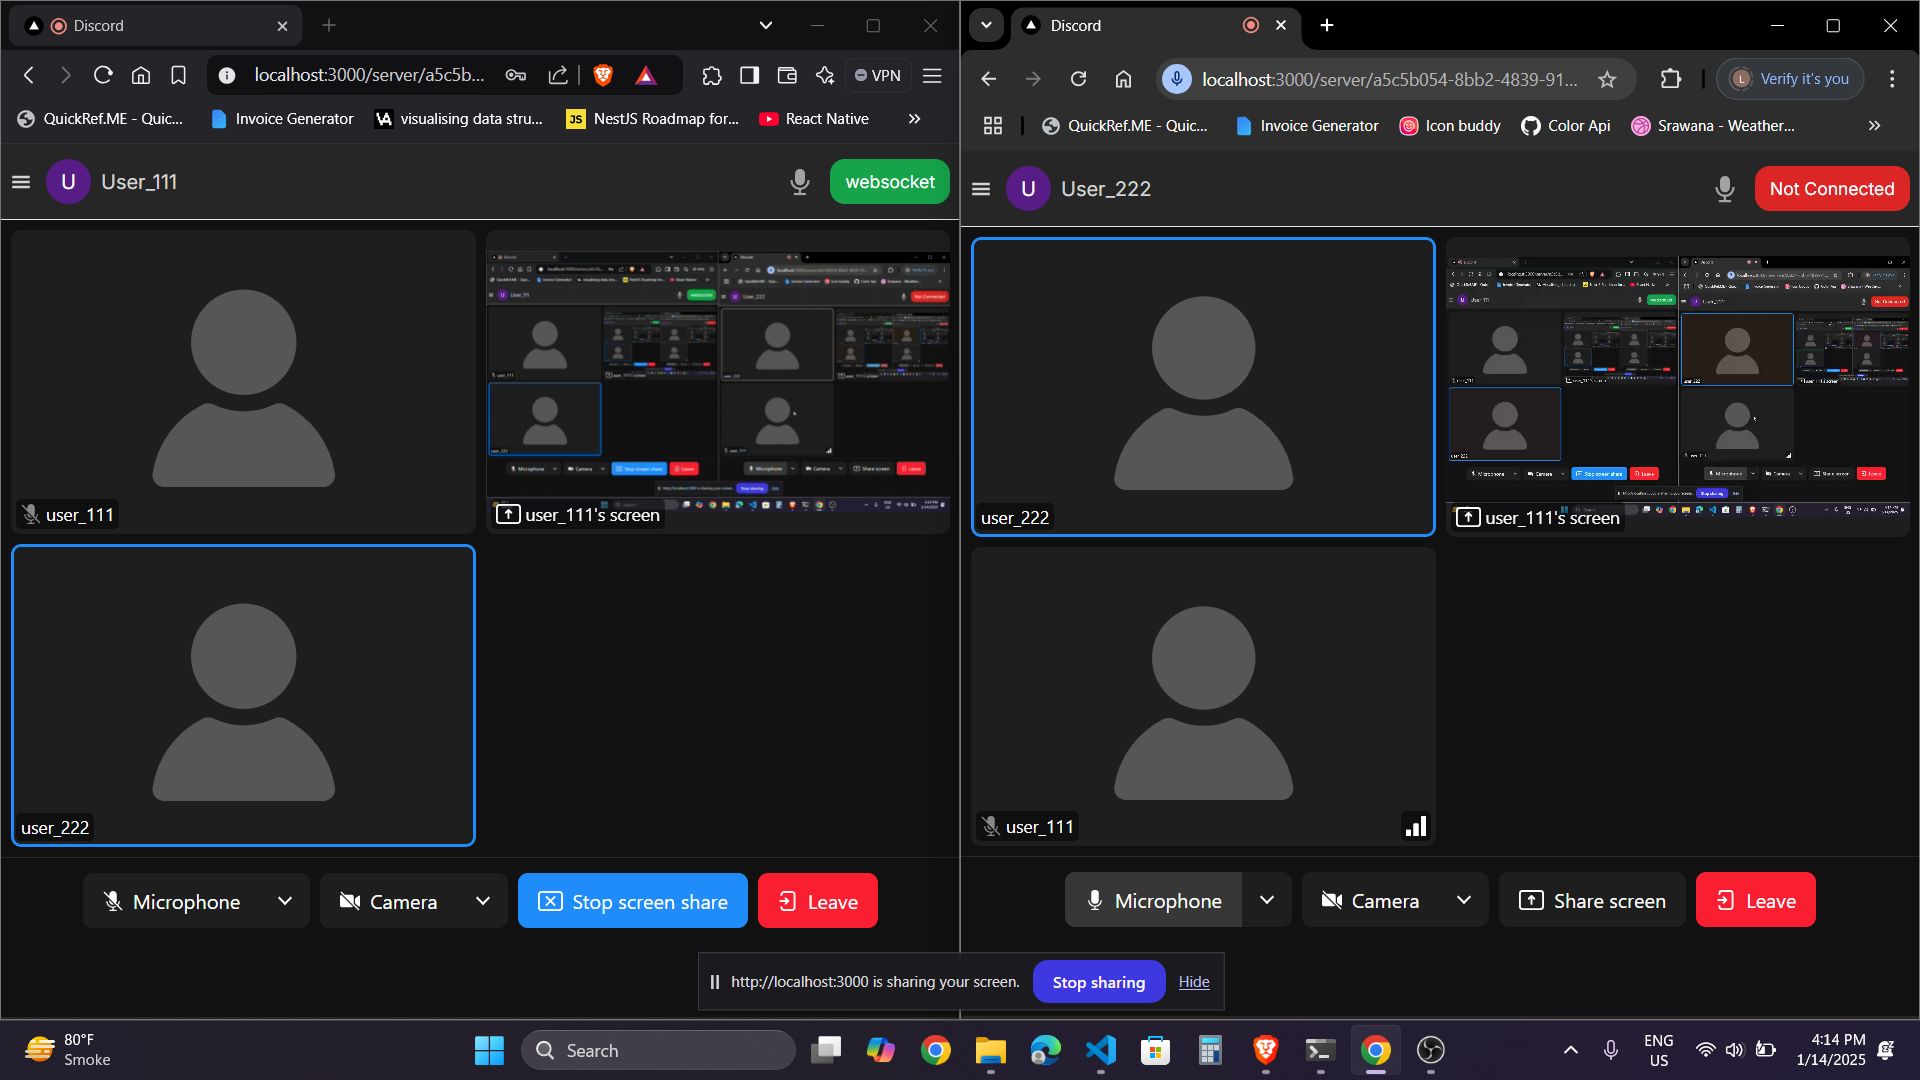 Discord
localhost:3000/server/a5c5b...
VPN
QuickRef.ME - Quic...
Invoice Generator
visualising data stru...
JS
NestJS Roadmap for...
React Native
U
User_111
websocket
user_111
user_111's screen
user_222
Microphone
Camera
Stop screen share
Leave
Discord
localhost:3000/server/a5c5b054-8bb2-4839-91...
L
Verify it's you
QuickRef.ME - Quic...
Invoice Generator
Icon buddy
Color Api
Srawana - Weather...
U
User_222
Not Connected
user_222
user_111's screen
user_111
Microphone
Camera
Share screen
Leave
http://localhost:3000 is sharing your screen.
Stop sharing
Hide
80°F
Smoke
Search
ENG
US
4:14 PM
1/14/2025